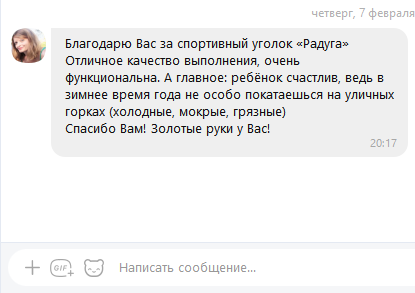 четверг, 7 февраля
Благодарю Вас за спортивный уголок «Радуга»
Отличное качество выполнения, очень
функциональна. А главное: ребёнок счастлив, ведь в
зимнее время года не особо покатаешься на уличных
горках (холодные, мокрые, грязные)
Спасибо Вам! Золотые руки у Вас!
20:17
GIF
Написать сообщение...